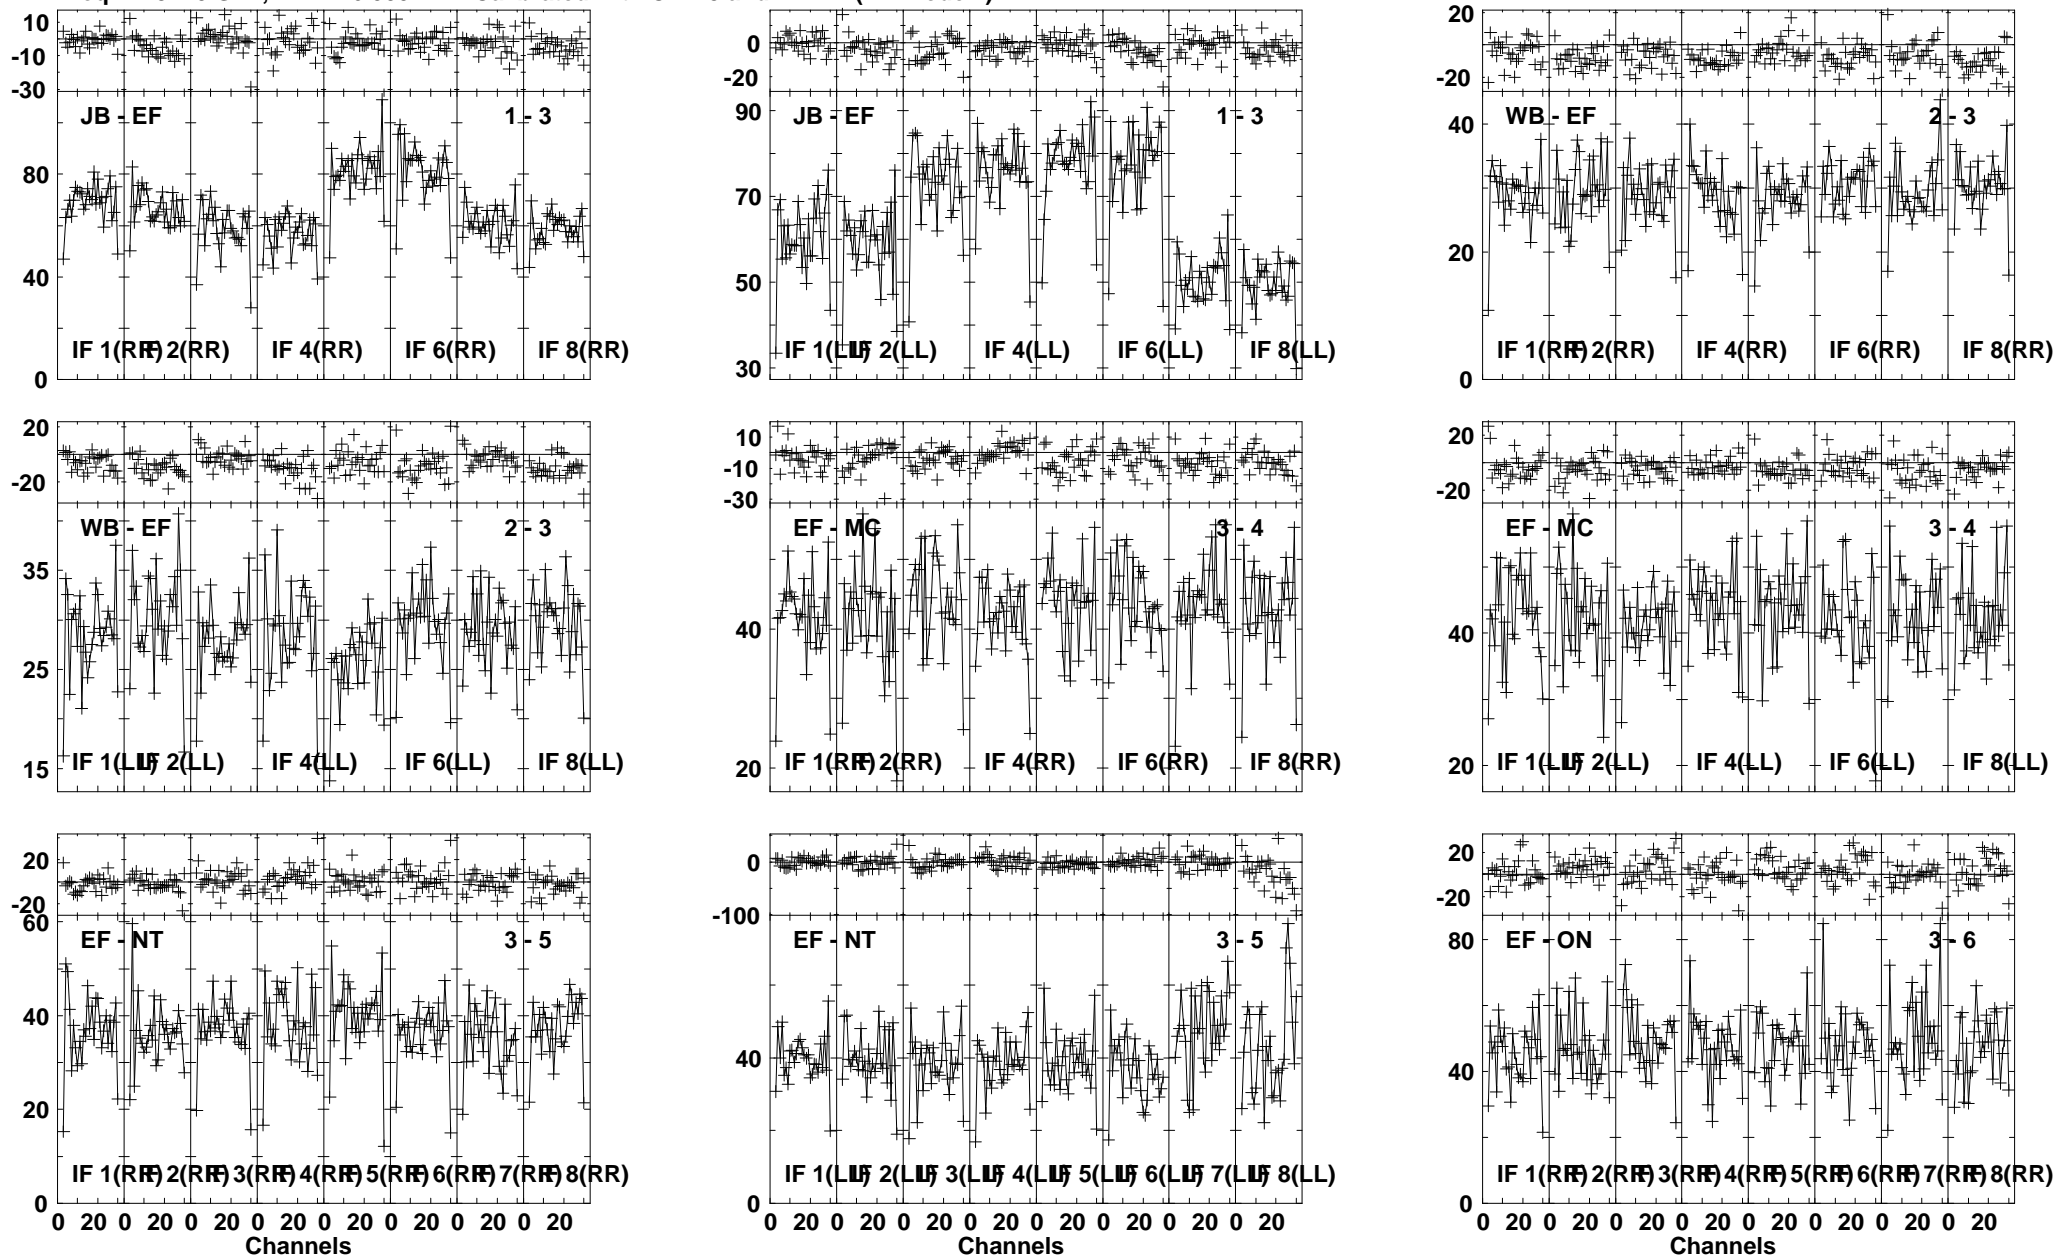 10
-10
-30
JB - EF
1 - 3
80
40
0
IF 1(RR)
IF 2(RR)
IF 4(RR)
IF 6(RR)
IF 8(RR)
0
-20
JB - EF
1 - 3
90
70
50
30
IF 1(LL)
IF 2(LL)
IF 4(LL)
IF 6(LL)
IF 8(LL)
20
0
-20
WB - EF
2 - 3
40
20
0
IF 1(RR)
IF 2(RR)
IF 4(RR)
IF 6(RR)
IF 8(RR)
20
-20
WB - EF
2 - 3
35
25
15
IF 1(LL)
IF 2(LL)
IF 4(LL)
IF 6(LL)
IF 8(LL)
10
-10
-30
EF - MC
3 - 4
40
20
IF 1(RR)
IF 2(RR)
IF 4(RR)
IF 6(RR)
IF 8(RR)
20
-20
EF - MC
3 - 4
40
20
IF 1(LL)
IF 2(LL)
IF 4(LL)
IF 6(LL)
IF 8(LL)
20
-20
60
EF - NT
3 - 5
40
20
0
IF 1(RR)
IF 2(RR)
IF 3(RR)
IF 4(RR)
IF 5(RR)
IF 6(RR)
IF 7(RR)
IF 8(RR)
0 20 0 20 0 20 0 20 0 20 0 20 0 20 0 20
Channels
0
-100
EF - NT
3 - 5
40
0
IF 1(LL)
IF 2(LL)
IF 3(LL)
IF 4(LL)
IF 5(LL)
IF 6(LL)
IF 7(LL)
IF 8(LL)
0 20 0 20 0 20 0 20 0 20 0 20 0 20 0 20
Channels
20
-20
EF - ON
3 - 6
80
40
0
IF 1(RR)
IF 2(RR)
IF 3(RR)
IF 4(RR)
IF 5(RR)
IF 6(RR)
IF 7(RR)
IF 8(RR)
0 20 0 20 0 20 0 20 0 20 0 20 0 20 0 20
Channels